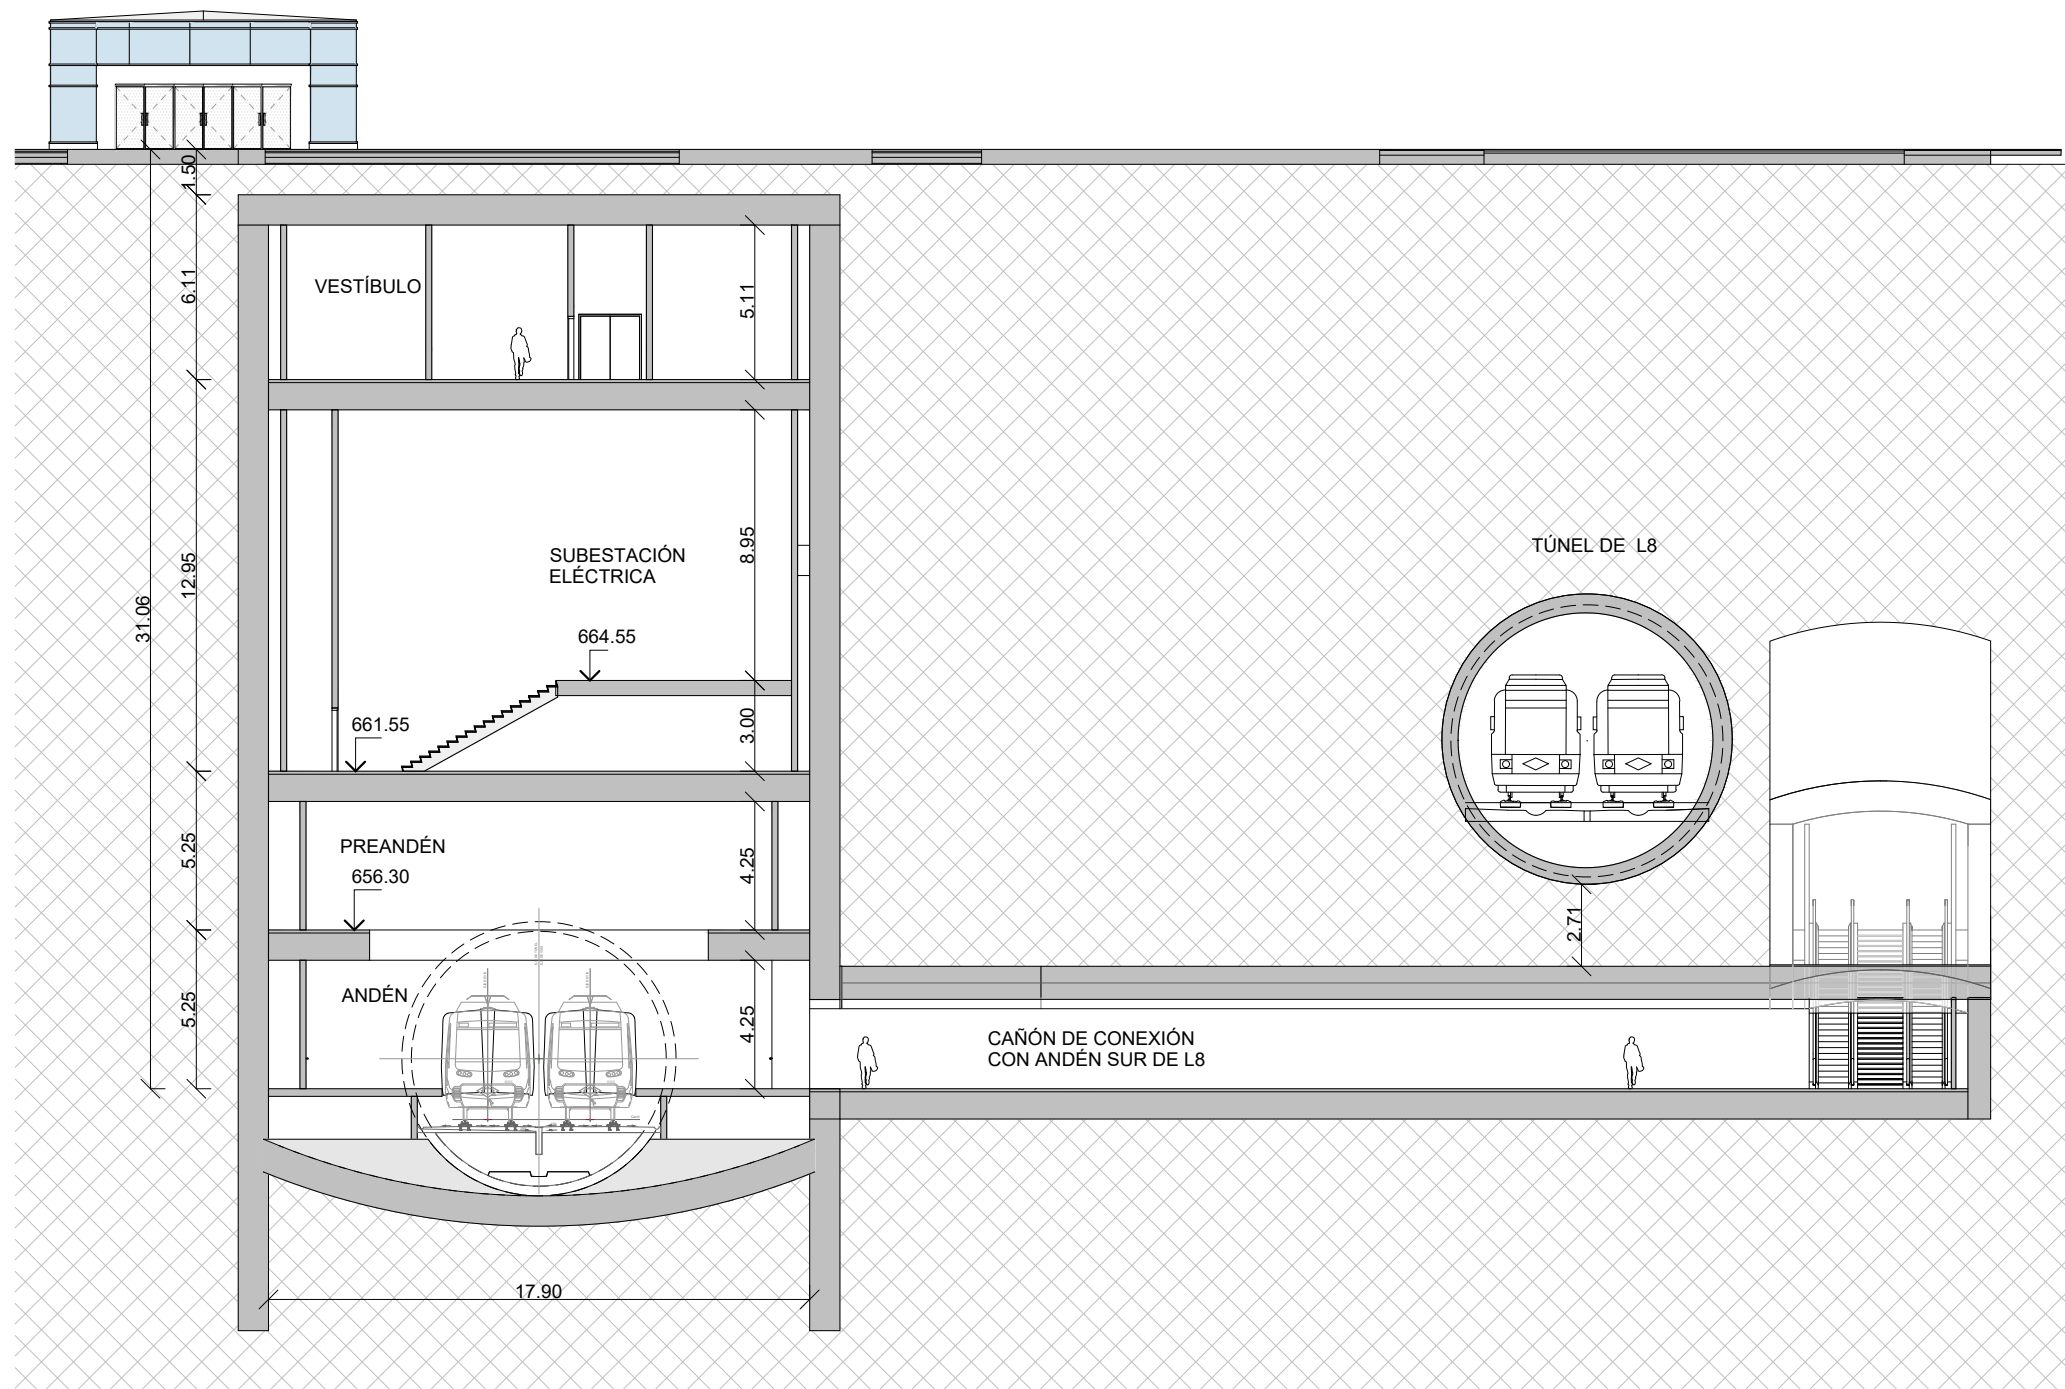 1.50
6.11
VESTÍBULO
5.11
12.95
31.06
8.95
SUBESTACIÓN
ELÉCTRICA
TÚNEL DE L8
664.55
661.55
3.00
5.25
PREANDÉN
656.30
4.25
2.71
5.25
ANDÉN
4.25
CAÑÓN DE CONEXIÓN
CON ANDÉN SUR DE L8
17.90